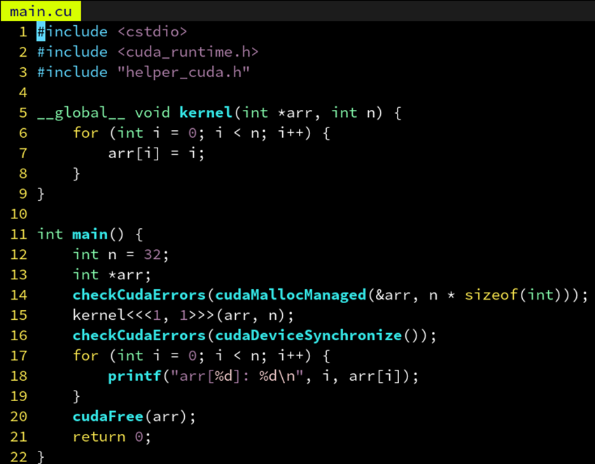 main.cu
1 #include <cstdio>
2 #include <cuda_runtime.h>
3 #include "helper_cuda.h"
4
5 __global__ void kernel(int *arr, int n) {
6     for (int i = 0; i < n; i++) {
7         arr[i] = i;
8     }
9 }
10
11 int main() {
12     int n = 32;
13     int *arr;
14     checkCudaErrors(cudaMallocManaged(&arr, n * sizeof(int)));
15     kernel<<<1, 1>>>(arr, n);
16     checkCudaErrors(cudaDeviceSynchronize());
17     for (int i = 0; i < n; i++) {
18         printf("arr[%d]: %d\n", i, arr[i]);
19     }
20     cudaFree(arr);
21     return 0;
22 }